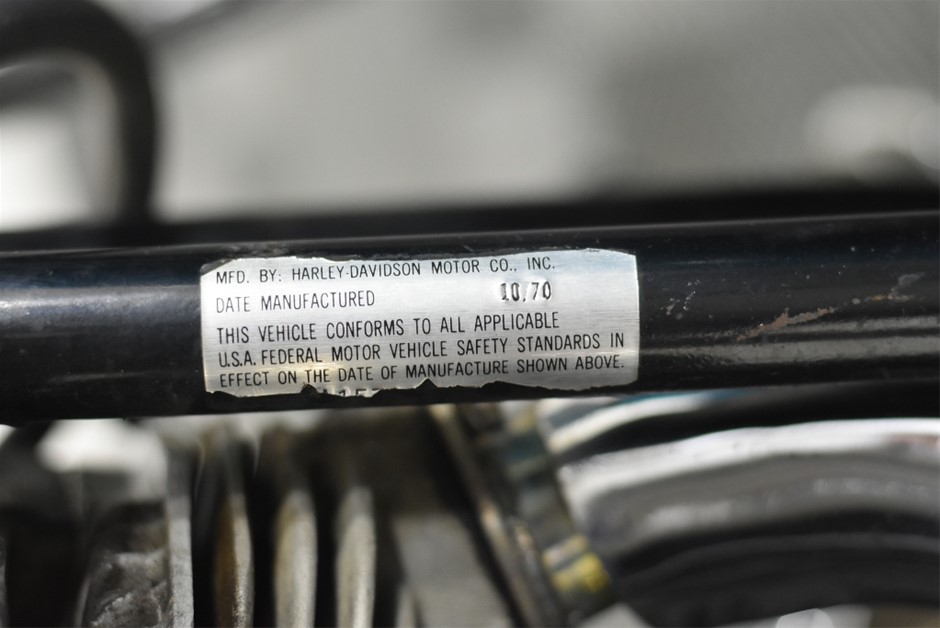 MFD. BY: HARLEY-DAVIDSON MOTOR CO., INC.
DATE MANUFACTURED 10/70
THIS VEHICLE CONFORMS TO ALL APPLICABLE
U.S.A. FEDERAL MOTOR VEHICLE SAFETY STANDARDS IN
EFFECT ON THE DATE OF MANUFACTURE SHOWN ABOVE.